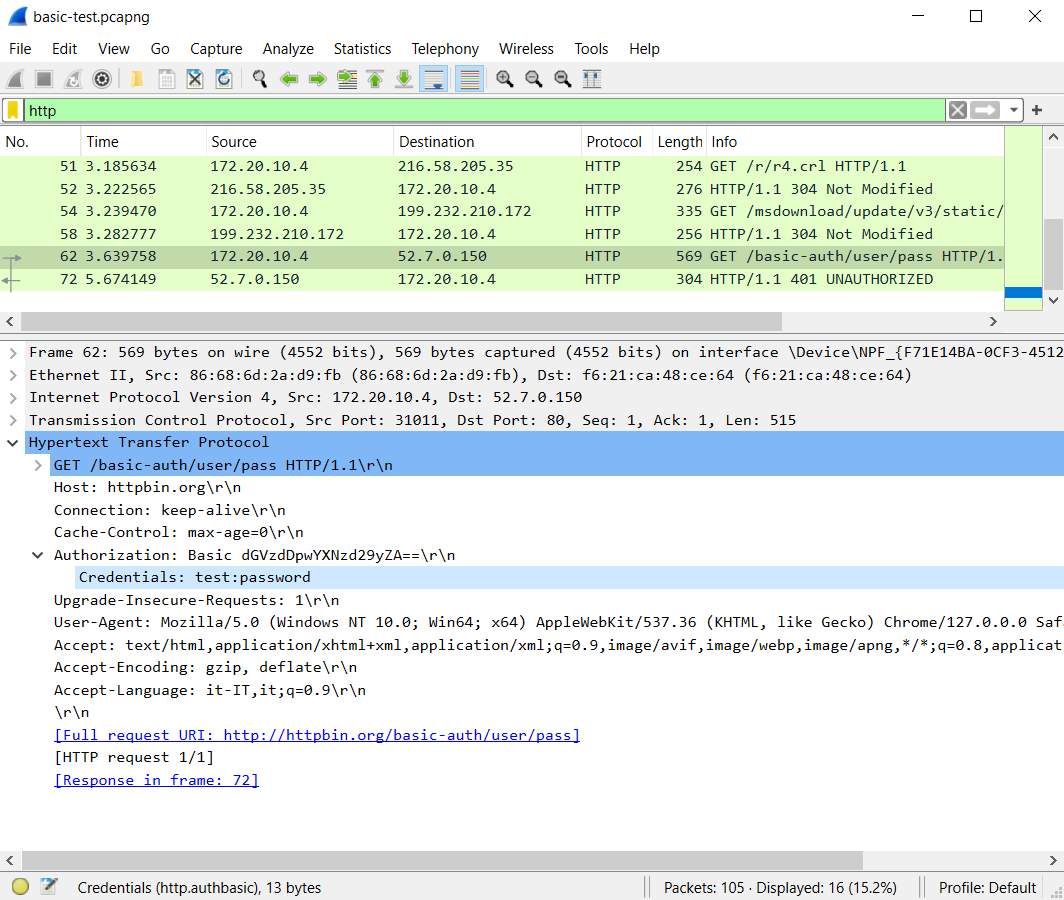 basic-test.pcapng
File Edit View Go Capture Analyze Statistics Telephony Wireless Tools Help
http
No. Time Source Destination Protocol Length Info
51 3.185634 172.20.10.4 216.58.205.35 HTTP 254 GET /r/r4.crl HTTP/1.1
52 3.222565 216.58.205.35 172.20.10.4 HTTP 276 HTTP/1.1 304 Not Modified
54 3.239470 172.20.10.4 199.232.210.172 HTTP 335 GET /msdownload/update/v3/static/
58 3.282777 199.232.210.172 172.20.10.4 HTTP 256 HTTP/1.1 304 Not Modified
62 3.639758 172.20.10.4 52.7.0.150 HTTP 569 GET /basic-auth/user/pass HTTP/1.
72 5.674149 52.7.0.150 172.20.10.4 HTTP 304 HTTP/1.1 401 UNAUTHORIZED
Frame 62: 569 bytes on wire (4552 bits), 569 bytes captured (4552 bits) on interface \Device\NPF_{F71E14BA-0CF3-4512
Ethernet II, Src: 86:68:6d:2a:d9:fb (86:68:6d:2a:d9:fb), Dst: f6:21:ca:48:ce:64 (f6:21:ca:48:ce:64)
Internet Protocol Version 4, Src: 172.20.10.4, Dst: 52.7.0.150
Transmission Control Protocol, Src Port: 31011, Dst Port: 80, Seq: 1, Ack: 1, Len: 515
Hypertext Transfer Protocol
GET /basic-auth/user/pass HTTP/1.1\r\n
Host: httpbin.org\r\n
Connection: keep-alive\r\n
Cache-Control: max-age=0\r\n
Authorization: Basic dGVzdDpwYXNzd29yZA==\r\n
Credentials: test:password
Upgrade-Insecure-Requests: 1\r\n
User-Agent: Mozilla/5.0 (Windows NT 10.0; Win64; x64) AppleWebKit/537.36 (KHTML, like Gecko) Chrome/127.0.0.0 Saf
Accept: text/html,application/xhtml+xml,application/xml;q=0.9,image/avif,image/webp,image/apng,*/*;q=0.8,applicat
Accept-Encoding: gzip, deflate\r\n
Accept-Language: it-IT,it;q=0.9\r\n
\r\n
[Full request URI: http://httpbin.org/basic-auth/user/pass]
[HTTP request 1/1]
[Response in frame: 72]
Credentials (http.authbasic), 13 bytes Packets: 105 · Displayed: 16 (15.2%) Profile: Default